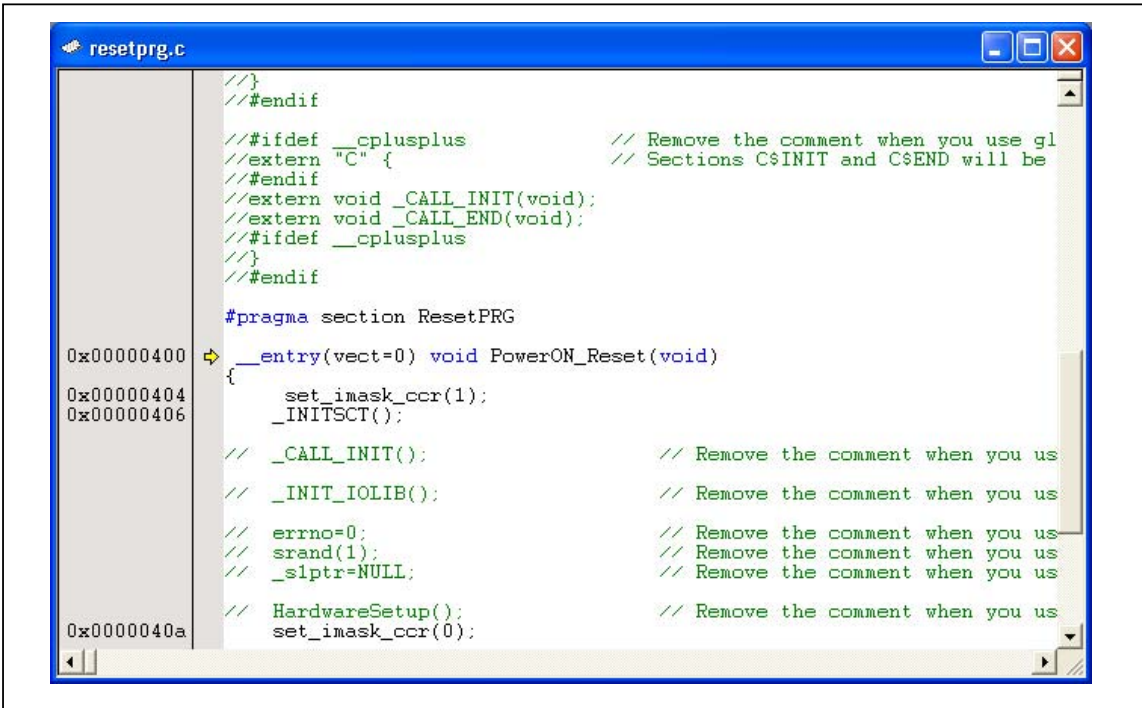 resetprg.c
//}
//#endif
//#ifdef __cplusplus // Remove the comment when you use gl
//extern "C" { // Sections C$INIT and C$END will be
//#endif
//extern void _CALL_INIT(void);
//extern void _CALL_END(void);
//#ifdef __cplusplus
//}
//#endif
#pragma section ResetPRG
0x00000400 __entry(vect=0) void PowerON_Reset(void)
{
0x00000404 set_imask_ccr(1);
0x00000406 _INITSCT();
// _CALL_INIT(); // Remove the comment when you us
// _INIT_IOLIB(); // Remove the comment when you us
// errno=0; // Remove the comment when you us
// srand(1); // Remove the comment when you us
// _s1ptr=NULL; // Remove the comment when you us
// HardwareSetup(); // Remove the comment when you us
0x0000040a set_imask_ccr(0);